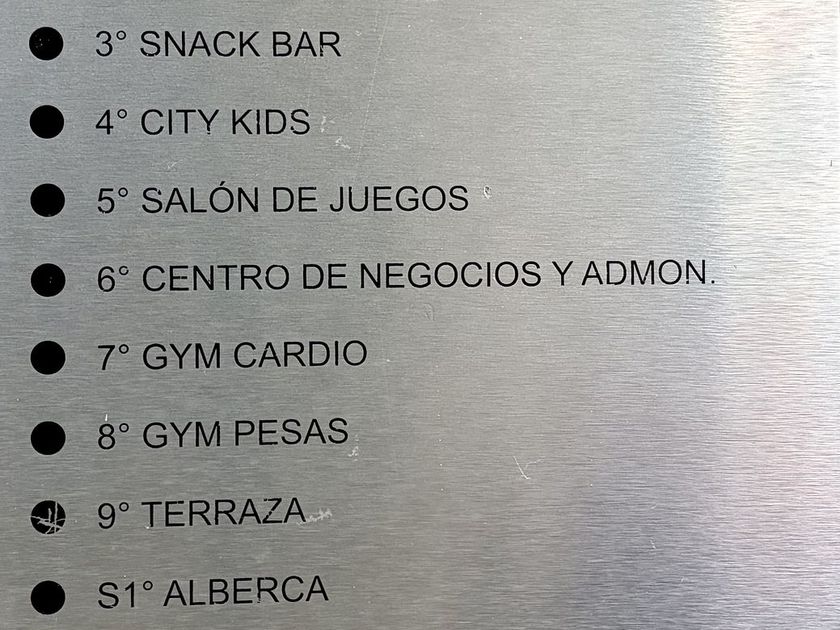 3° SNACK BAR
4° CITY KIDS
5° SALÓN DE JUEGOS
6° CENTRO DE NEGOCIOS Y ADMON.
7° GYM CARDIO
8° GYM PESAS
9° TERRAZA
S1° ALBERCA